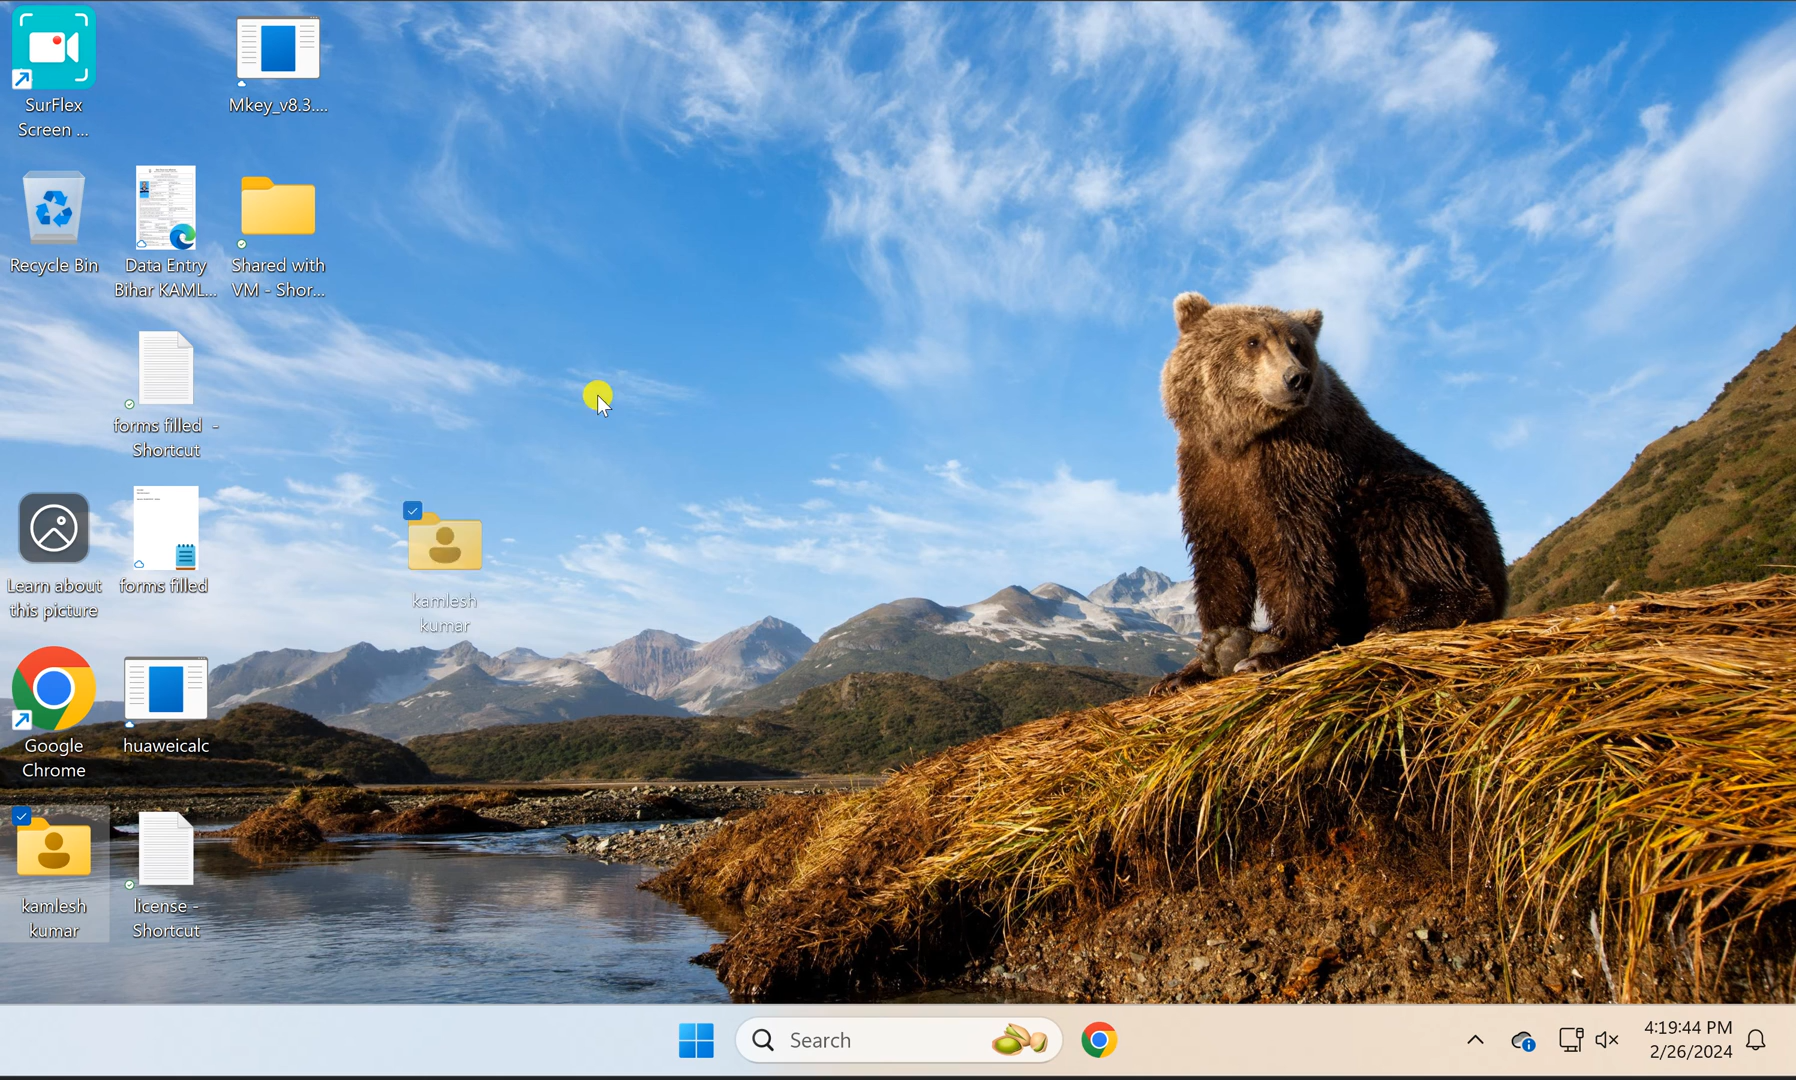 SurFlex
Screen ...
Mkey_v8.3....
Recycle Bin
Data Entry
Bihar KAML...
Shared with
VM - Shor...
forms filled -
Shortcut
Learn about
this picture
forms filled
kamlesh
kumar
Google
Chrome
huaweicalc
kamlesh
kumar
license -
Shortcut
Search
4:19:44 PM
2/26/2024